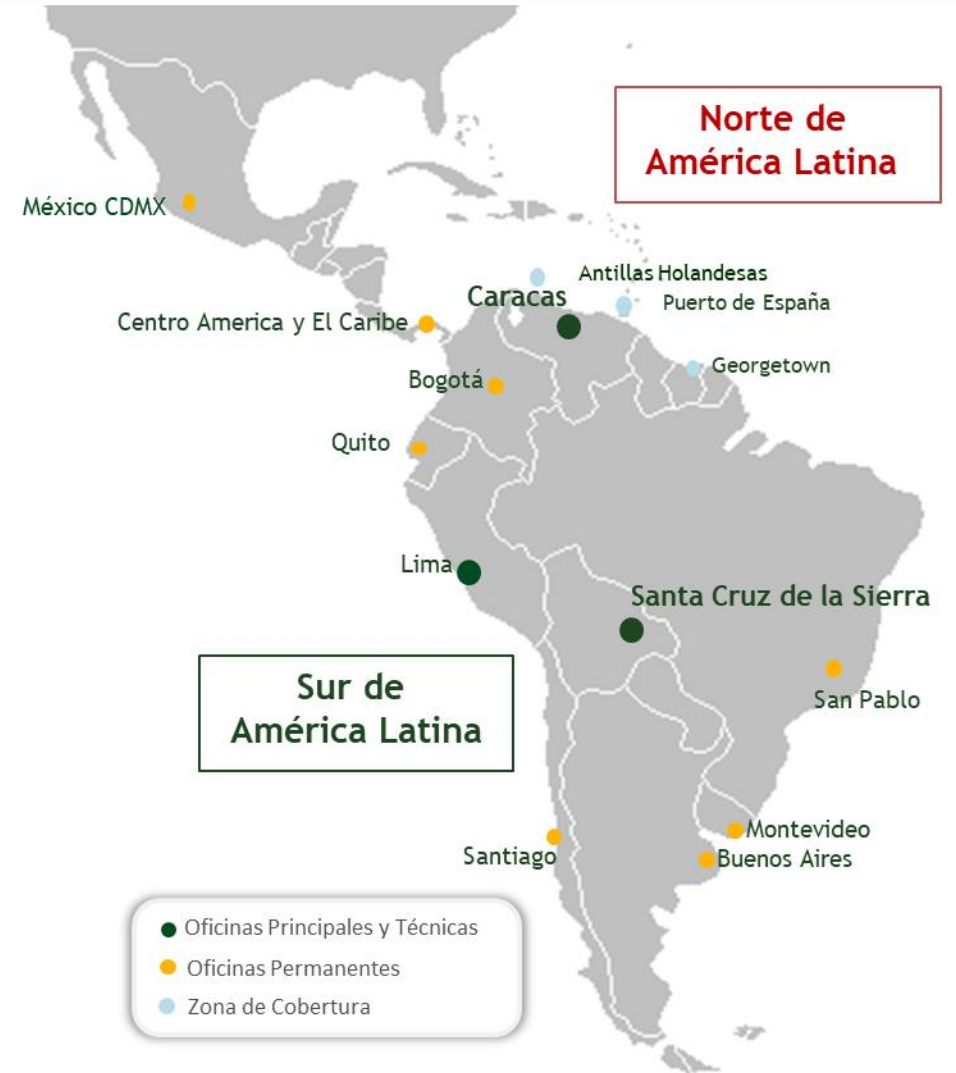 Norte de
América Latina
México CDMX
Antillas Holandesas
Caracas
Puerto de España
Centro America y El Caribe
Georgetown
Bogotá
Quito
Lima
Santa Cruz de la Sierra
Sur de
América Latina
San Pablo
Montevideo
Santiago
Buenos Aires
Oficinas Principales y Técnicas
Oficinas Permanentes
Zona de Cobertura